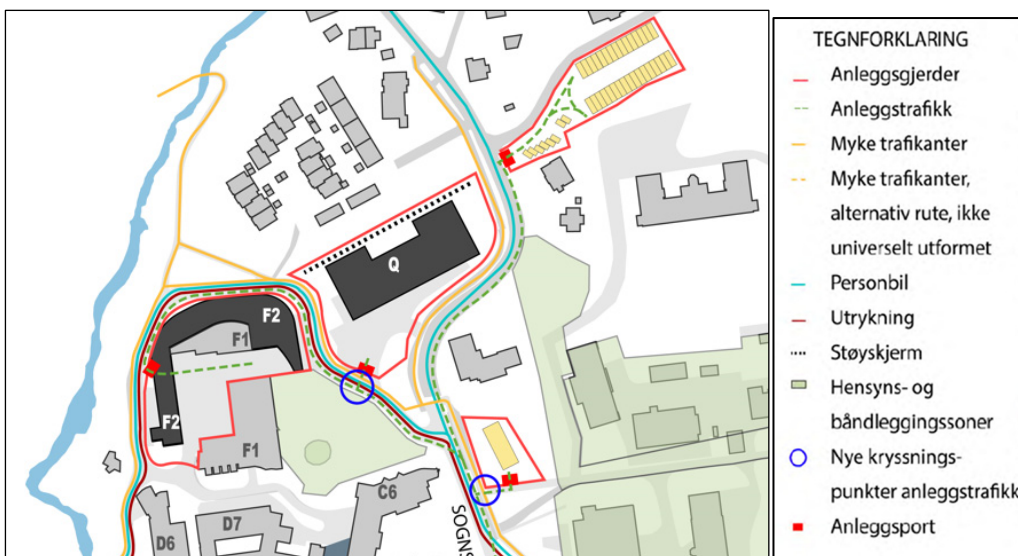 Q
F2
F1
F2
F1
C6
D7
D6
SOGNS
TEGNFORKLARING
Anleggsgjerder
Anleggstrafikk
Myke trafikanter
Myke trafikanter,
alternativ rute, ikke
universelt utformet
Personbil
Utrykning
Støyskjerm
Hensyns- og
båndleggingssoner
Nye kryssnings-
punkter anleggstrafikk
Anleggsport